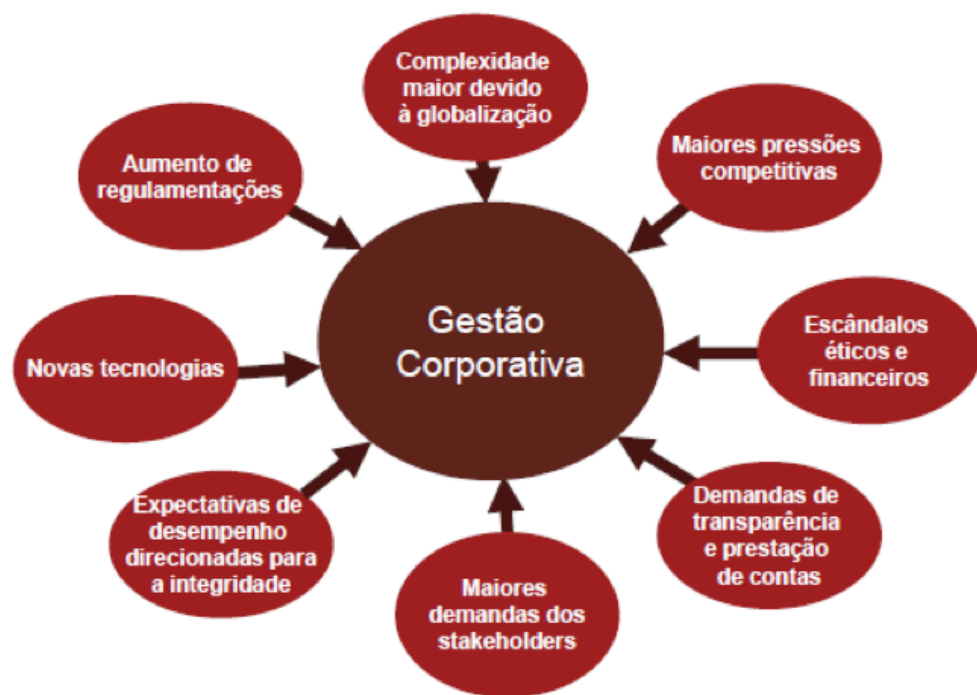 Complexidade
maior devido
à globalização
Maiores pressões
competitivas
Aumento de
regulamentações
Gestão
Corporativa
Escândalos
éticos e
financeiros
Novas tecnologias
Expectativas de
desempenho
direcionadas para
a integridade
Demandas de
transparência
e prestação
de contas
Maiores
demandas dos
stakeholders